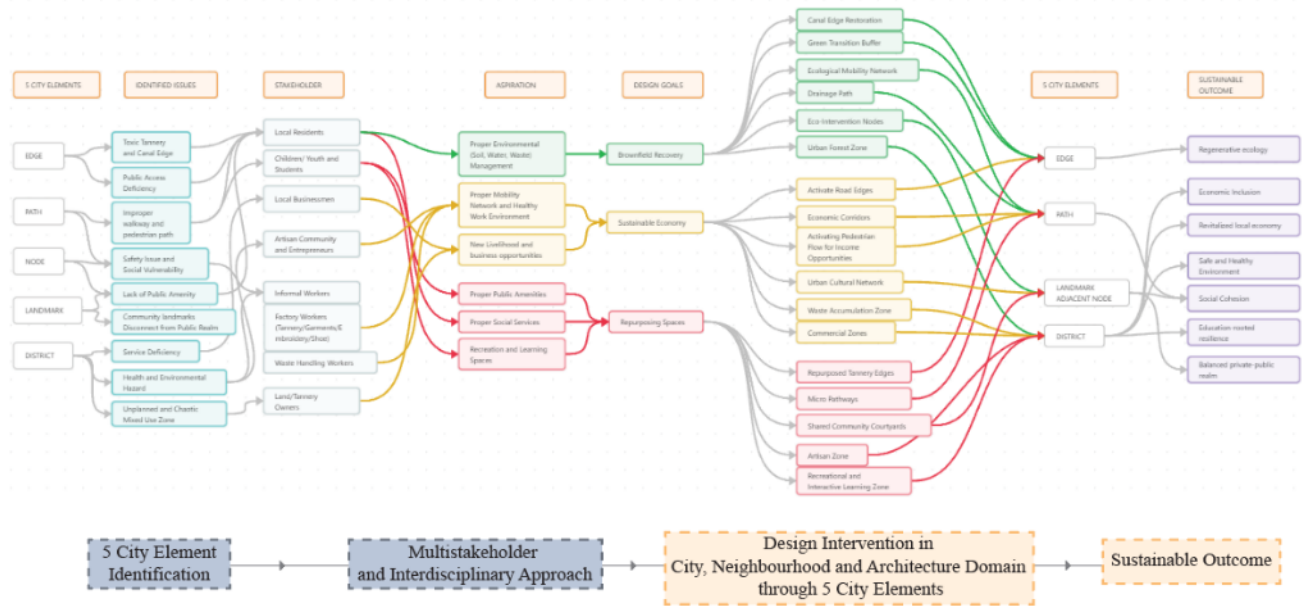 5 CITY ELEMENTS
IDENTIFIED ISSUES
STAKEHOLDER
ASPIRATION
DESIGN GOALS
5 CITY ELEMENTS
SUSTAINABLE
OUTCOME
EDGE
PATH
NODE
LANDMARK
DISTRICT
Toxic Tannery
and Canal Edge
Public Access
Deficiency
Improper
walkway and
pedestrian path
Safety Issue and
Social Vulnerability
Lack of Public Amenity
Community landmarks
Disconnect from Public Realm
Service Deficiency
Health and Environmental
Hazard
Unplanned and Chaotic
Mixed Use Zone
Local Residents
Children/ Youth and
Students
Local Businessmen
Artisan Community
and Entrepreneurs
Informal Workers
Factory Workers
(Tannery/Garments/E
mbroidery/Shoe)
Waste Handling Workers
Land/Tannery
Owners
Proper Environmental
(Soil, Water, Waste)
Management
Proper Mobility
Network and Healthy
Work Environment
New Livelihood and
business opportunities
Proper Public Amenities
Proper Social Services
Recreation and Learning
Spaces
Brownfield Recovery
Sustainable Economy
Repurposing Spaces
Canal Edge Restoration
Green Transition Buffer
Ecological Mobility Network
Drainage Path
Eco-Intervention Nodes
Urban Forest Zone
Activate Road Edges
Economic Corridors
Activating Pedestrian
Flow for Income
Opportunities
Urban Cultural Network
Waste Accumulation Zone
Commercial Zones
Repurposed Tannery Edges
Micro Pathways
Shared Community Courtyards
Artisan Zone
Recreational and
Interactive Learning Zone
EDGE
PATH
LANDMARK
ADJACENT NODE
DISTRICT
Regenerative ecology
Economic Inclusion
Revitalized local economy
Safe and Healthy
Environment
Social Cohesion
Education-rooted
resilience
Balanced private-public
realm
5 City Element
Identification
Multistakeholder
and Interdisciplinary Approach
Design Intervention in
City, Neighbourhood and Architecture Domain
through 5 City Elements
Sustainable Outcome